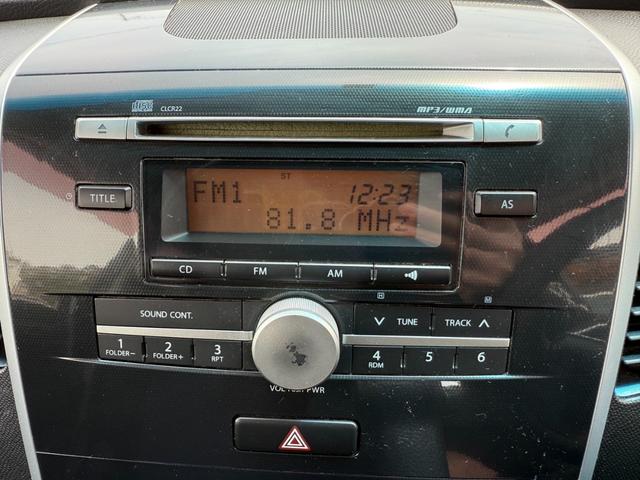 CLCR22 MP3/WMA
ST
TITLE FM1 12:23 AS
81.8 MHz
CD FM AM
SOUND CONT. TUNE TRACK
1 2 3 4 5 6
FOLDER- FOLDER+ RPT RDM
VOL PUSH PWR